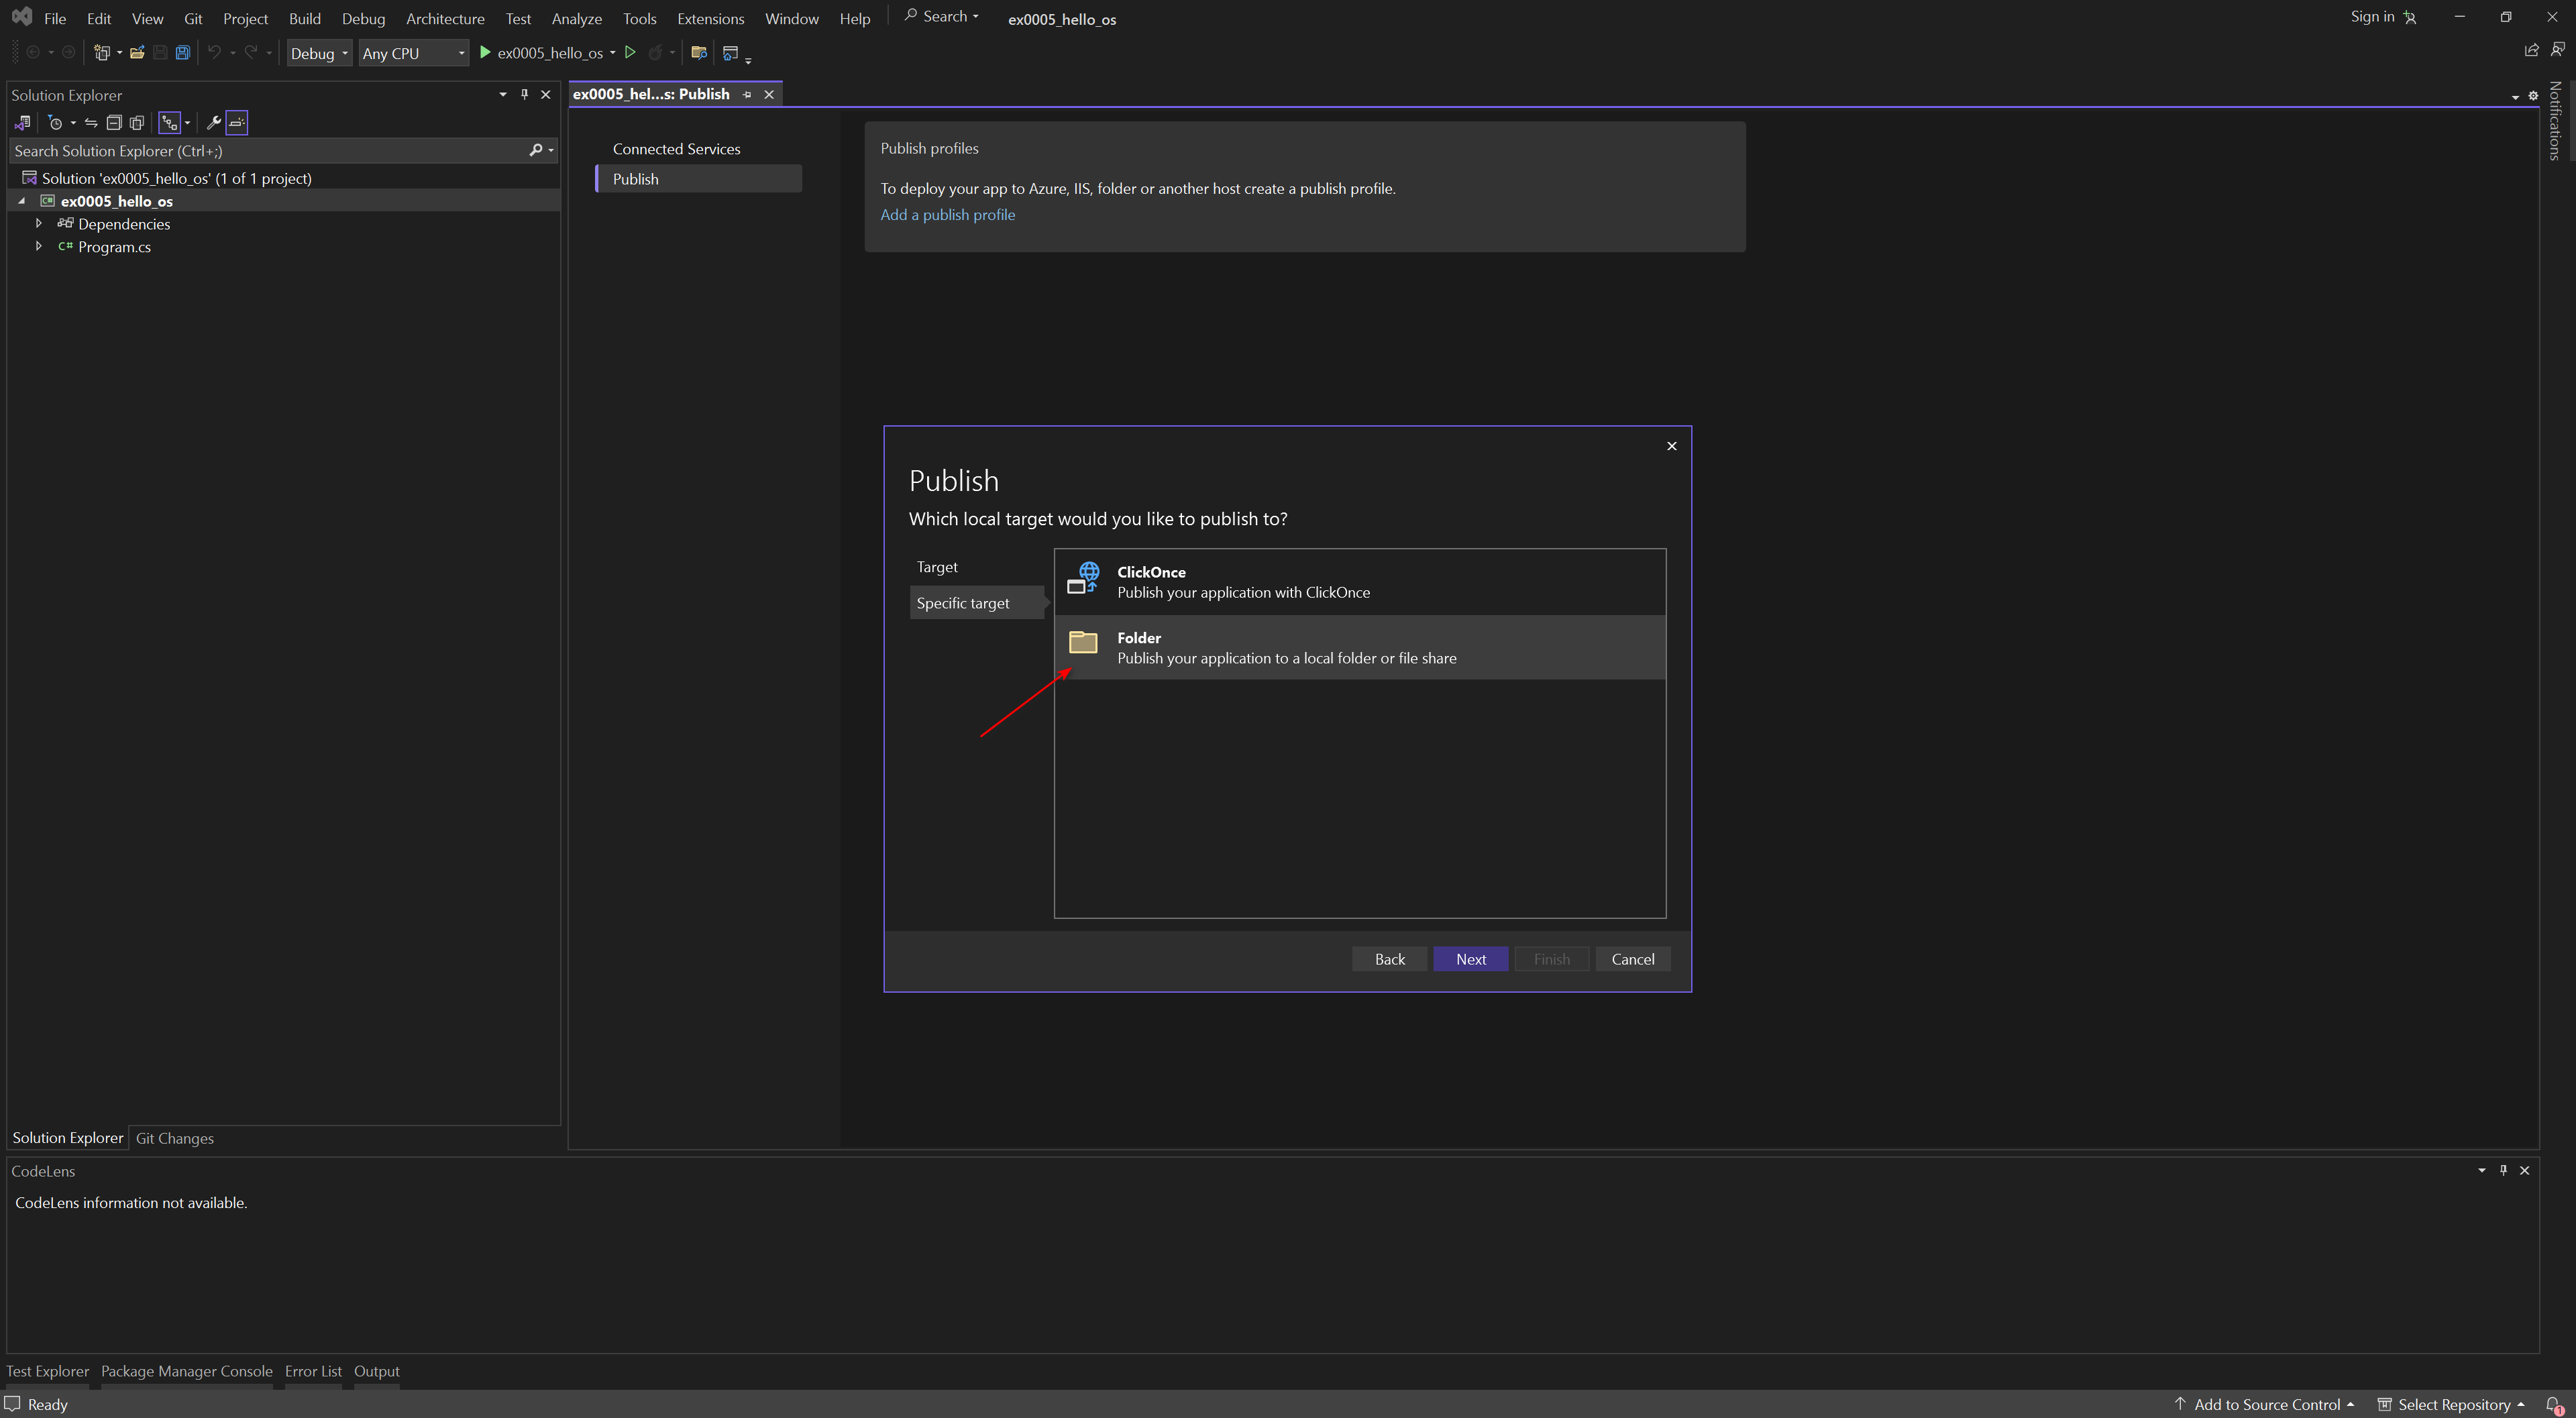 File Edit View Git Project Build Debug Architecture Test Analyze Tools Extensions Window Help Search ex0005_hello_os Sign in
Debug Any CPU ex0005_hello_os
Solution Explorer
Search Solution Explorer (Ctrl+;)
Solution 'ex0005_hello_os' (1 of 1 project)
C# ex0005_hello_os
Dependencies
C# Program.cs
ex0005_hel...s: Publish
Notifications
Connected Services
Publish
Publish profiles
To deploy your app to Azure, IIS, folder or another host create a publish profile.
Add a publish profile
Publish
Which local target would you like to publish to?
Target
Specific target
ClickOnce
Publish your application with ClickOnce
Folder
Publish your application to a local folder or file share
Back Next Finish Cancel
Solution Explorer Git Changes
CodeLens
CodeLens information not available.
Test Explorer Package Manager Console Error List Output
Ready Add to Source Control Select Repository 1